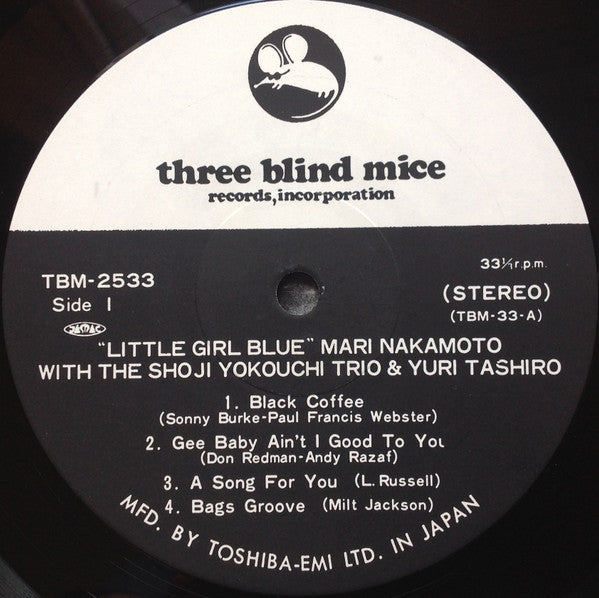 three blind mice
records, incorporation
TBM-2533
33⅓ r.p.m.
Side 1
(STEREO)
JASRAC
(TBM-33-A)
"LITTLE GIRL BLUE" MARI NAKAMOTO
WITH THE SHOJI YOKOUCHI TRIO & YURI TASHIRO
1. Black Coffee
(Sonny Burke-Paul Francis Webster)
2. Gee Baby Ain't I Good To You
(Don Redman-Andy Razaf)
3. A Song For You (L. Russell)
4. Bags Groove (Milt Jackson)
MFD. BY TOSHIBA-EMI LTD. IN JAPAN